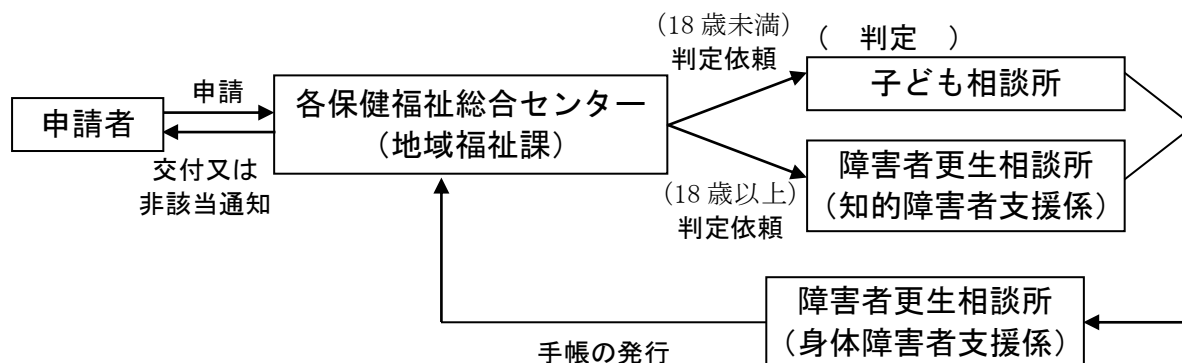 (18 歳未満)
判定依頼
( 判定 )
子ども相談所
申請者
申請
交付又は
非該当通知
各保健福祉総合センター
(地域福祉課)
(18 歳以上)
判定依頼
障害者更生相談所
(知的障害者支援係)
障害者更生相談所
(身体障害者支援係)
手帳の発行